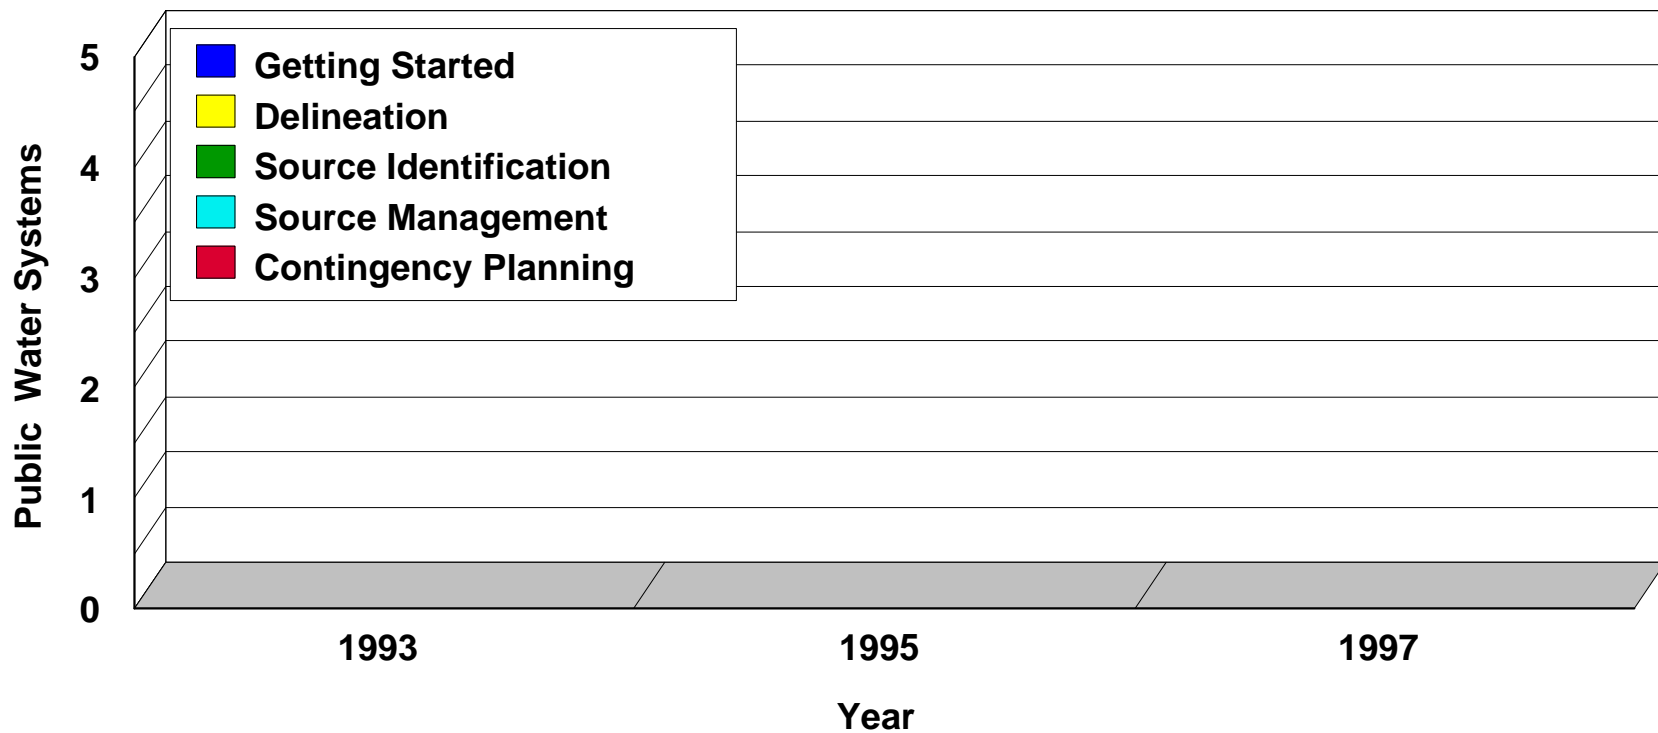 Getting Started
Delineation
Source Identification
Source Management
Contingency Planning
Public Water Systems
5
4
3
2
1
0
1993
1995
1997
Year